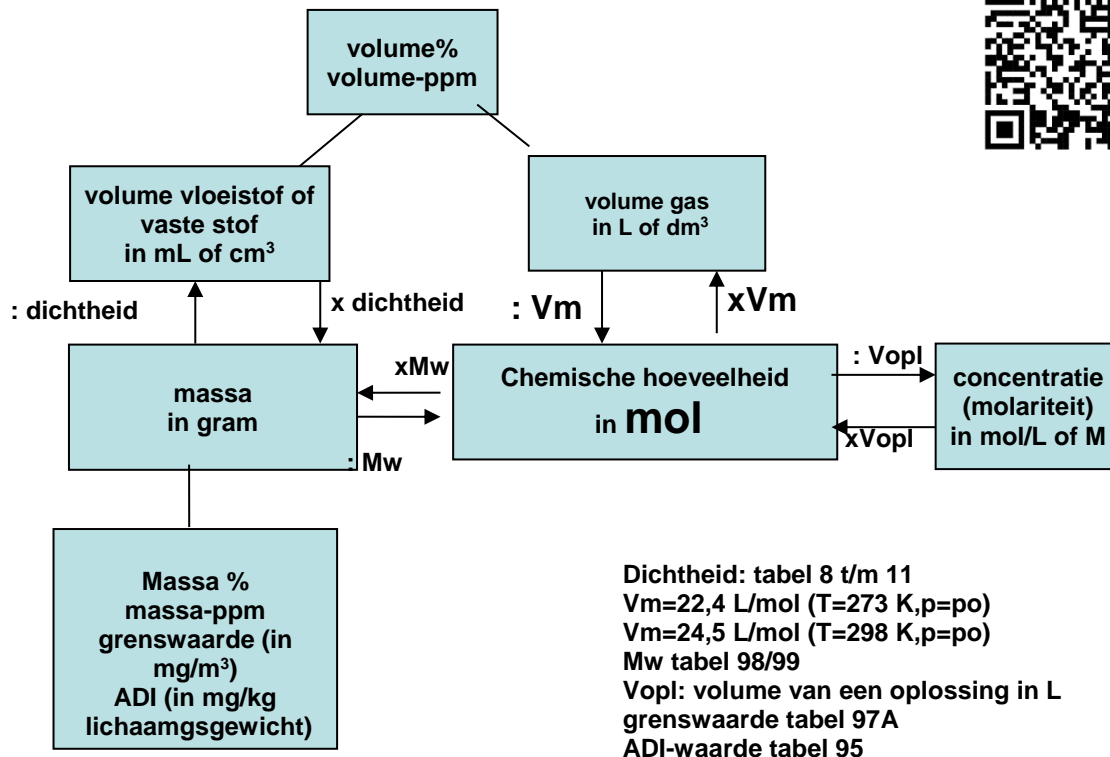 volume%
volume-ppm
volume vloeistof of
vaste stof
in mL of cm³
volume gas
in L of dm³
: dichtheid
x dichtheid
: Vm
xVm
massa
in gram
xMw
: Mw
Chemische hoeveelheid
in mol
: Vopl
xVopl
concentratie
(molariteit)
in mol/L of M
Massa %
massa-ppm
grenswaarde (in
mg/m³)
ADI (in mg/kg
lichaamgsgewicht)
Dichtheid: tabel 8 t/m 11
Vm=22,4 L/mol (T=273 K,p=po)
Vm=24,5 L/mol (T=298 K,p=po)
Mw tabel 98/99
Vopl: volume van een oplossing in L
grenswaarde tabel 97A
ADI-waarde tabel 95